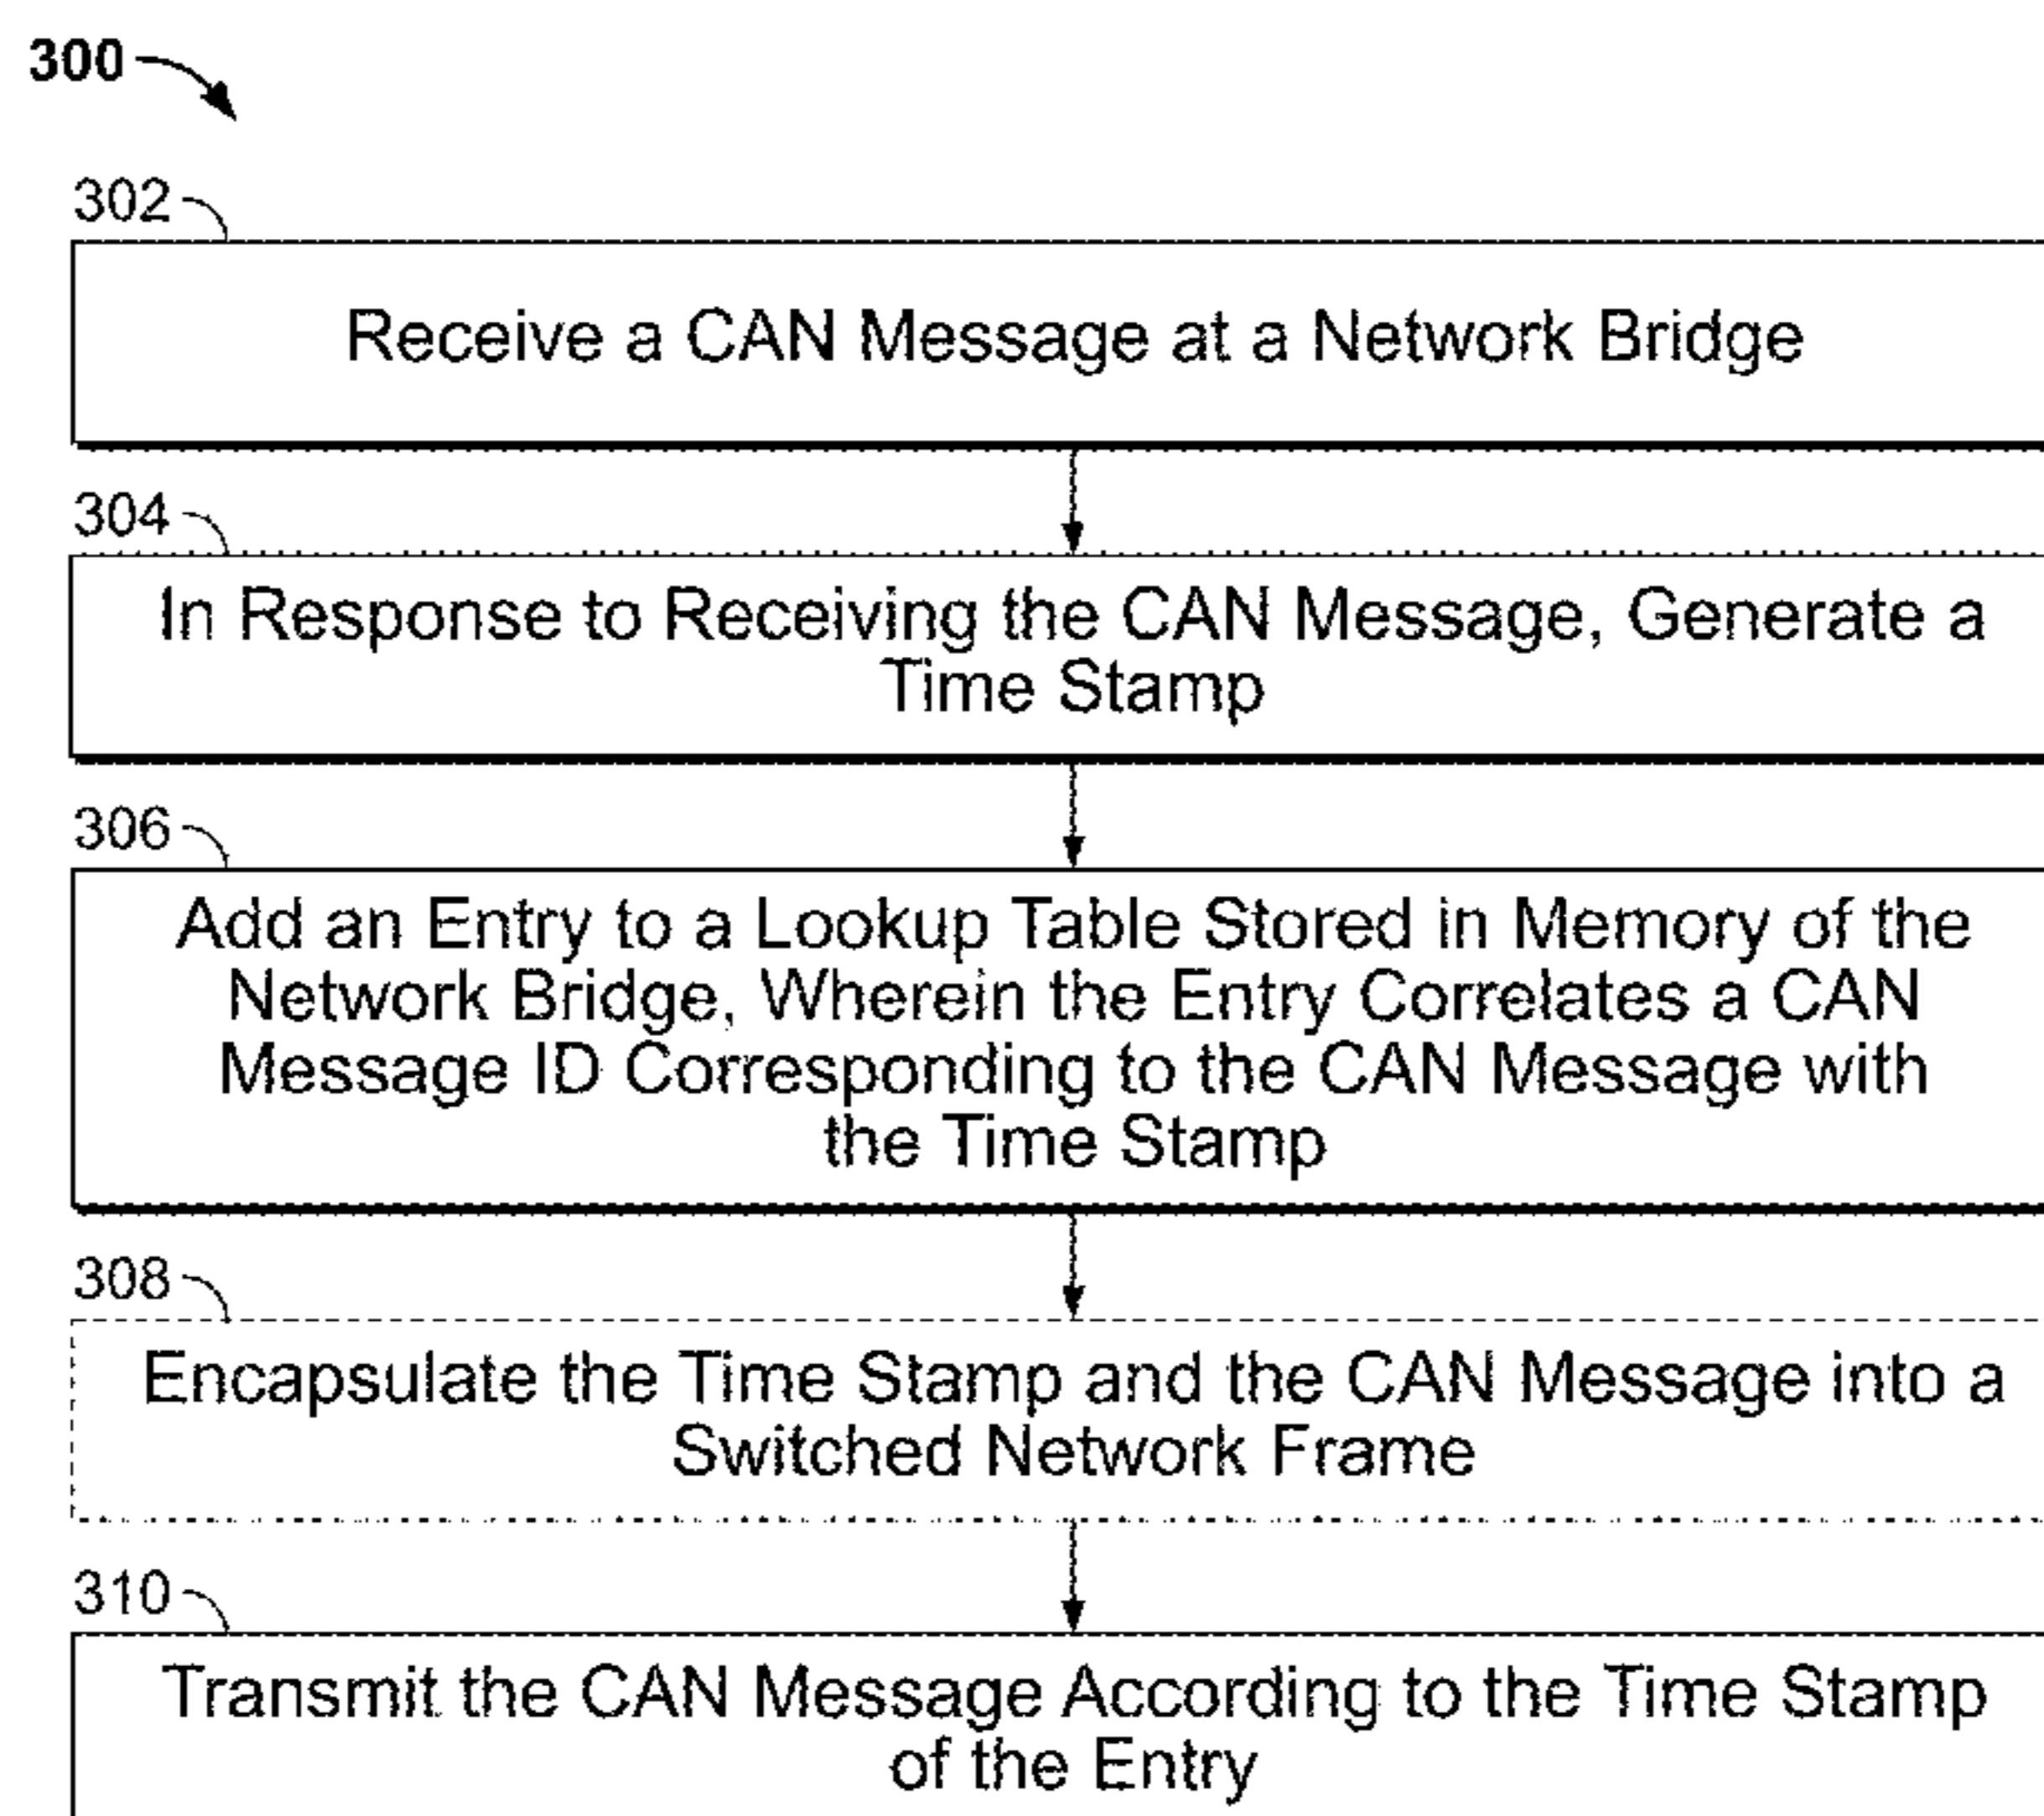 300
302
Receive a CAN Message at a Network Bridge
304
In Response to Receiving the CAN Message, Generate a
Time Stamp
306
Add an Entry to a Lookup Table Stored in Memory of the
Network Bridge, Wherein the Entry Correlates a CAN
Message ID Corresponding to the CAN Message with
the Time Stamp
308
Encapsulate the Time Stamp and the CAN Message into a
Switched Network Frame
310
Transmit the CAN Message According to the Time Stamp
of the Entry